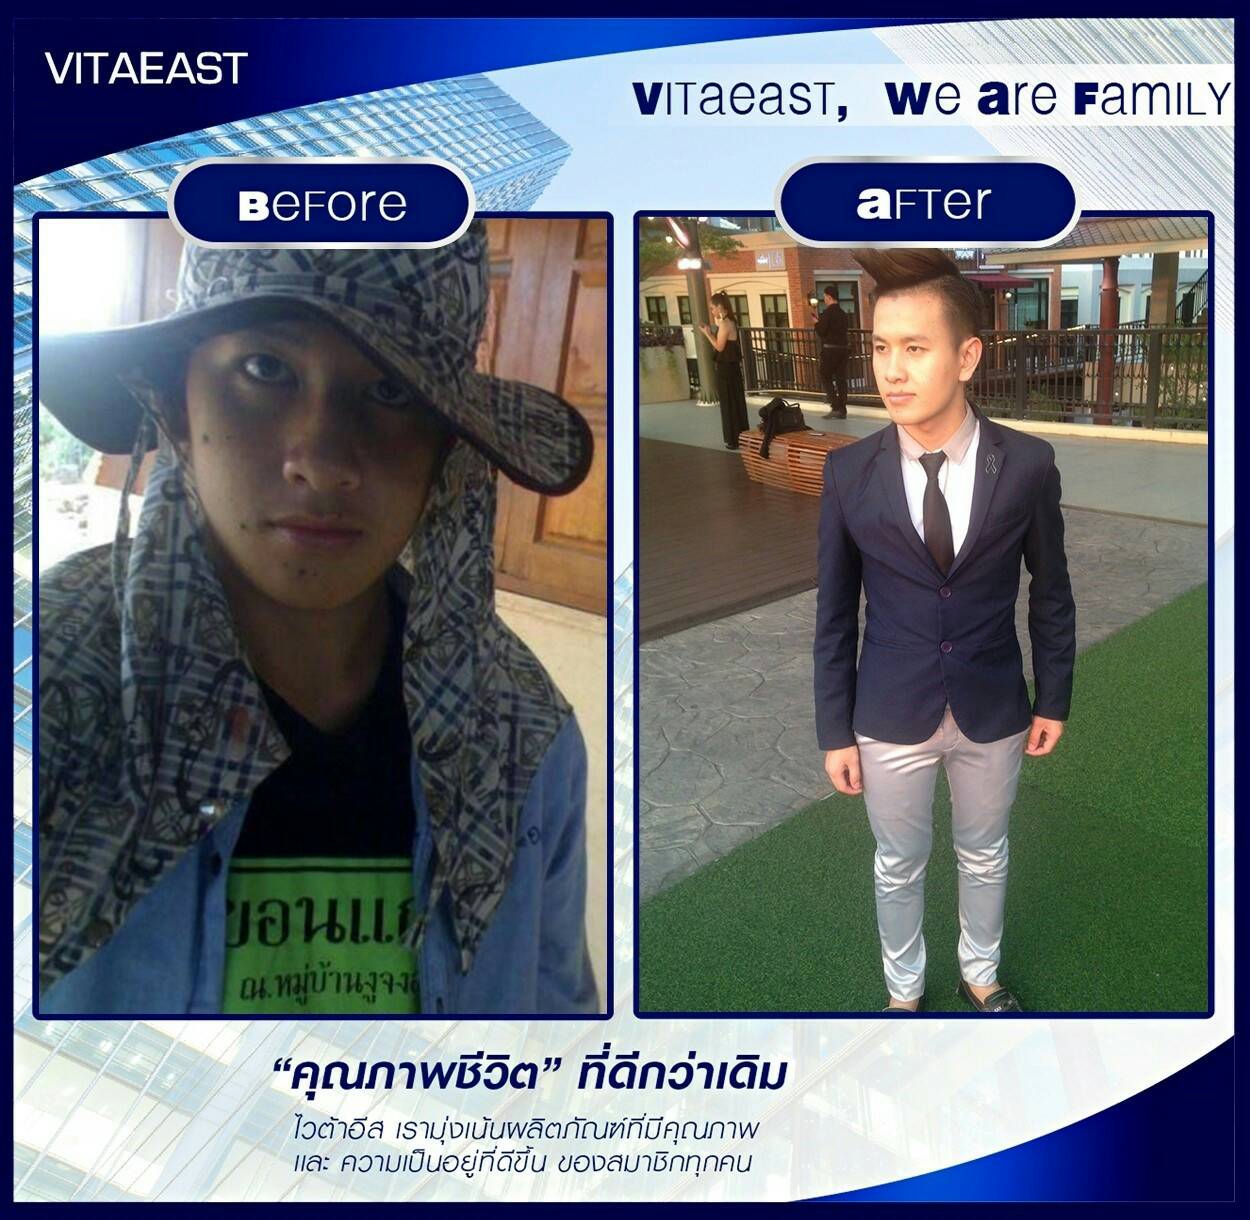 VITAEAST
VITaeasT, We are FamILY
BeFore
aFTer
ขอนแก่
ณ.หมู่บ้านงูจง
“คุณภาพชีวิต” ที่ดีกว่าเดิม
ไวต้าอีส เรามุ่งเน้นผลิตภัณฑ์ที่มีคุณภาพ
และ ความเป็นอยู่ที่ดีขึ้น ของสมาชิกทุกคน